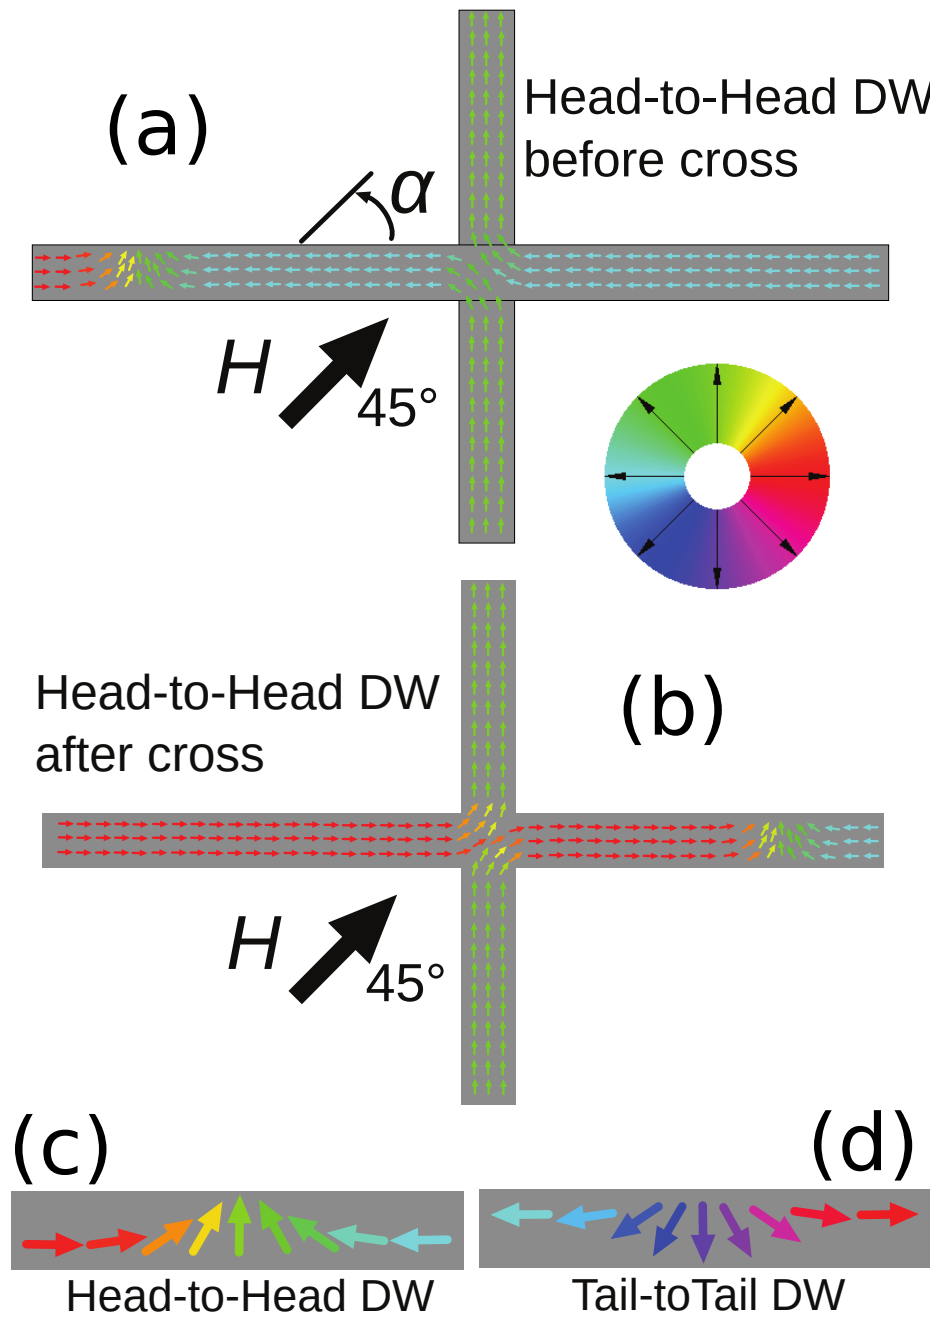 (a)
Head-to-Head DW
before cross
α
H
45°
Head-to-Head DW
after cross
(b)
H
45°
(c)
(d)
Head-to-Head DW
Tail-toTail DW